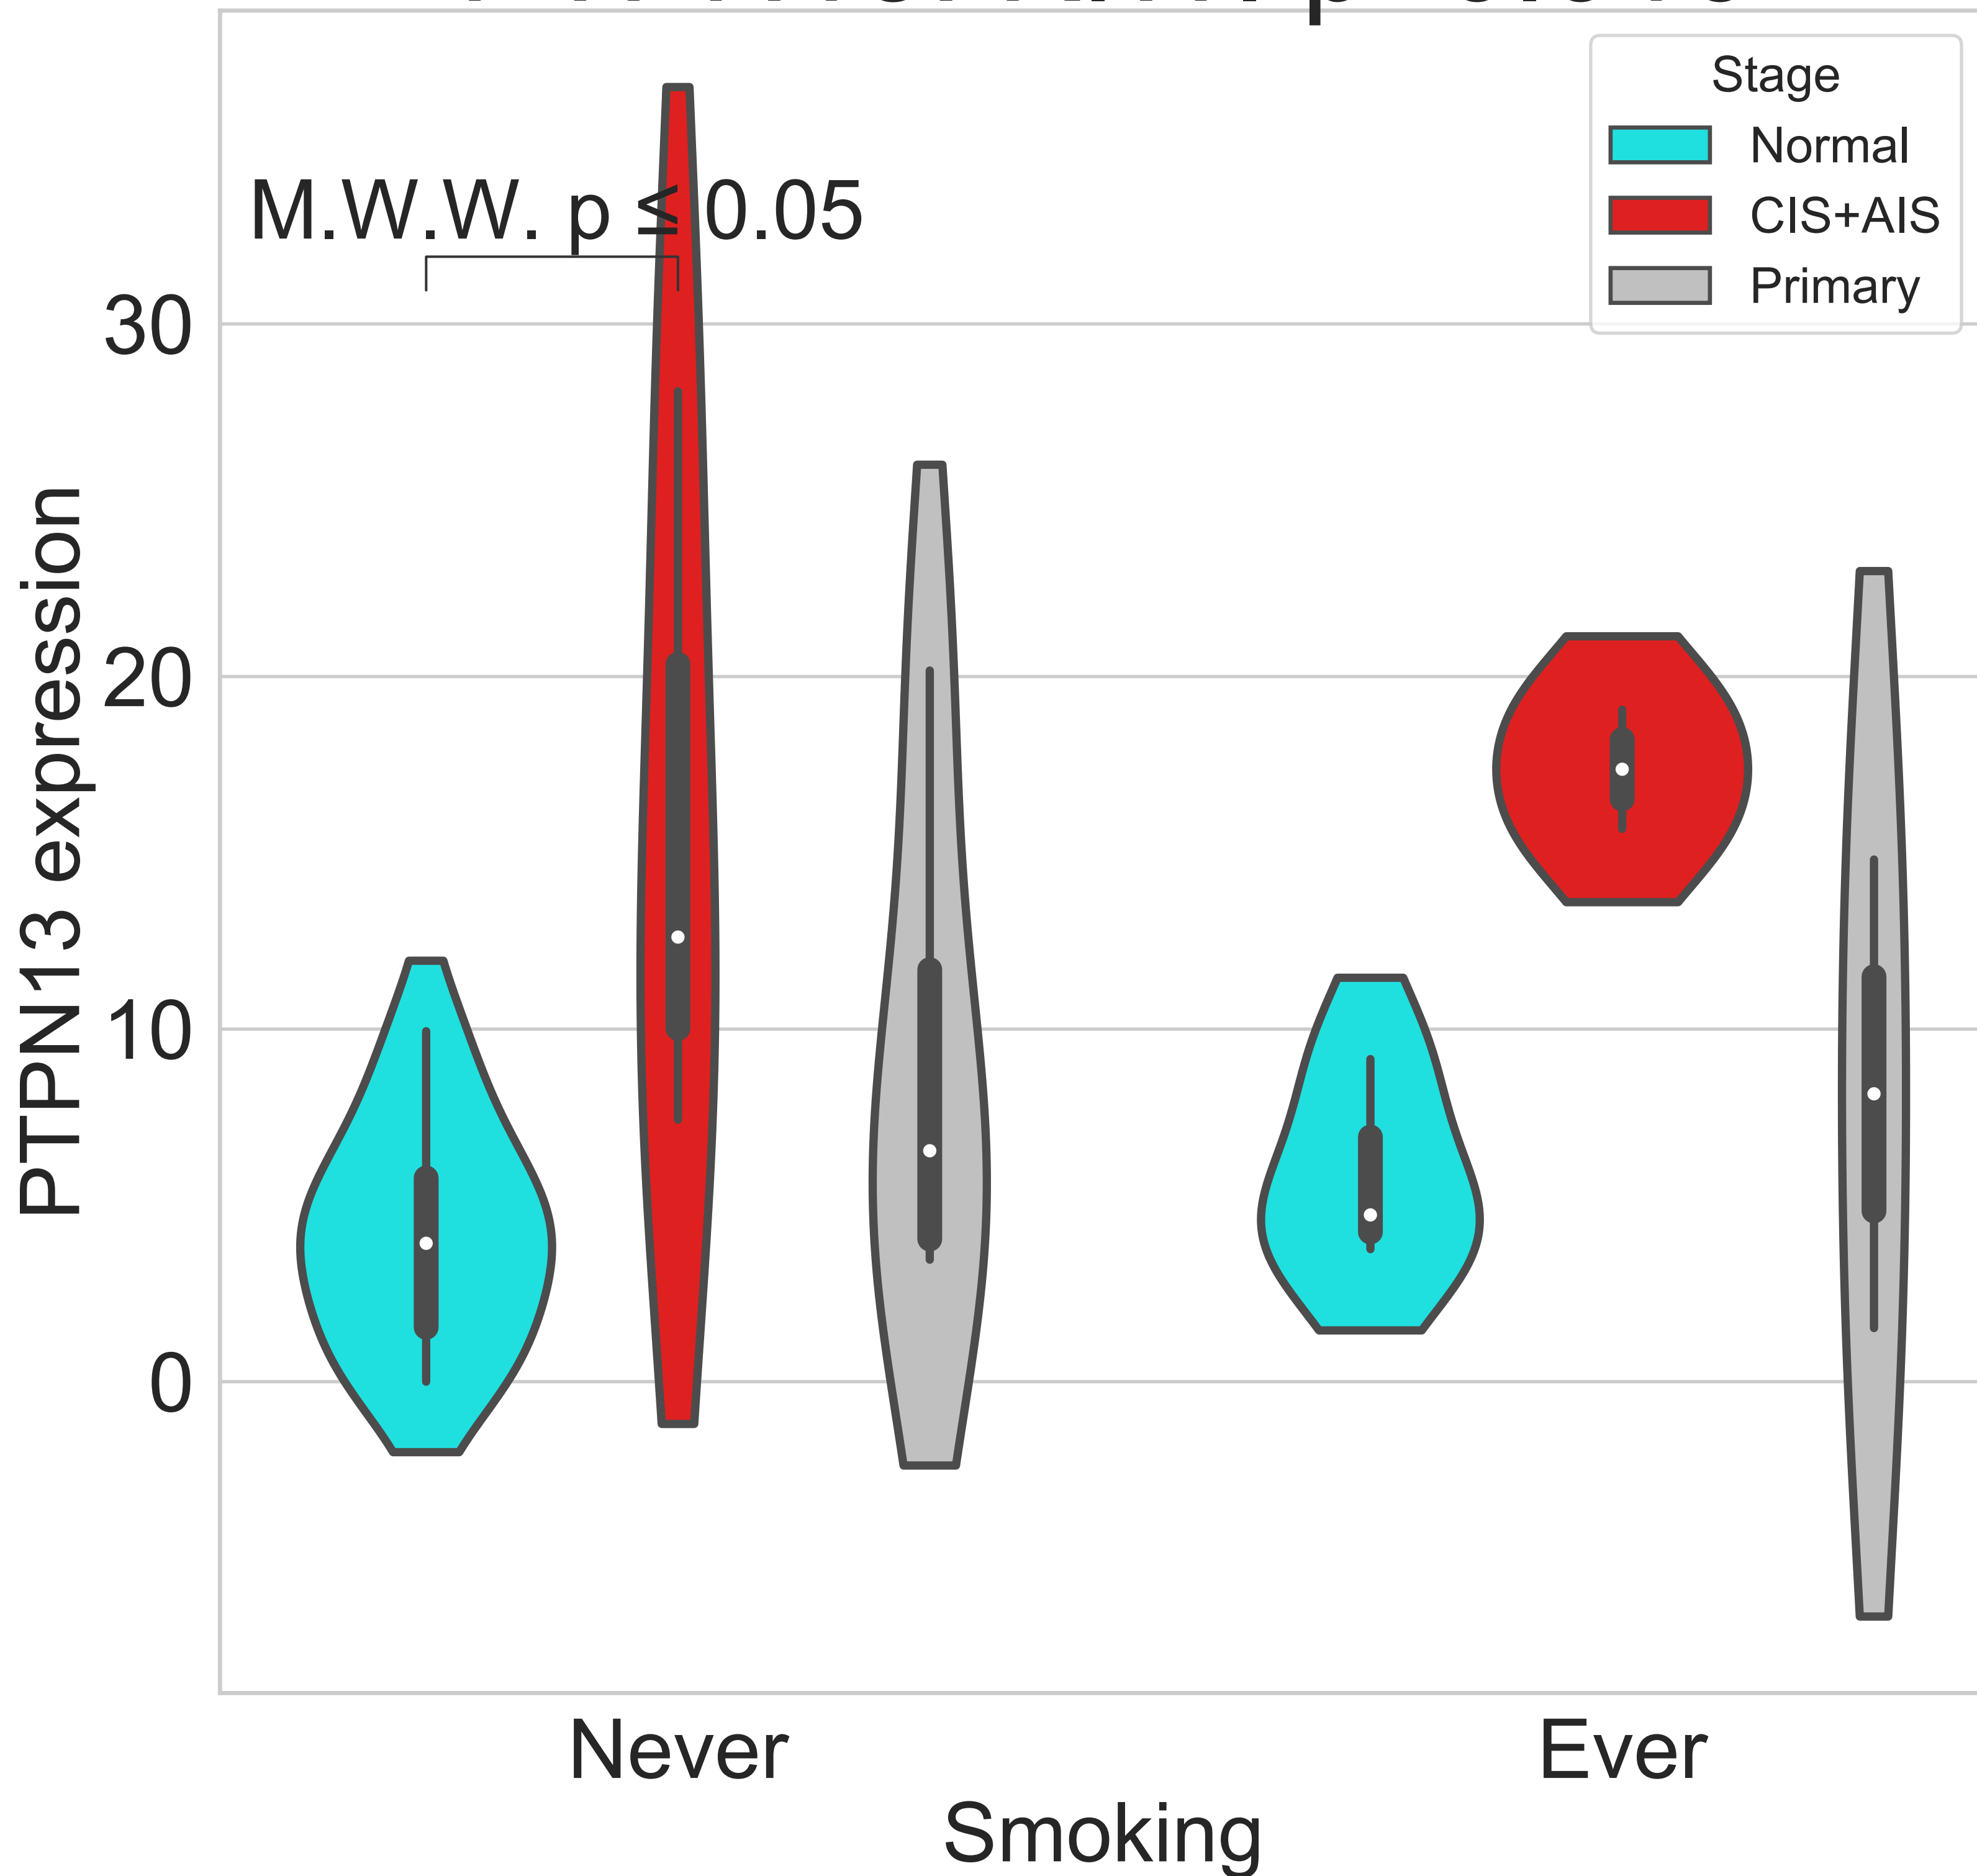 Stage
Normal
CIS+AIS
Primary
M.W.W. p ≤ 0.05
30
20
10
0
PTPN13 expression
Never
Ever
Smoking